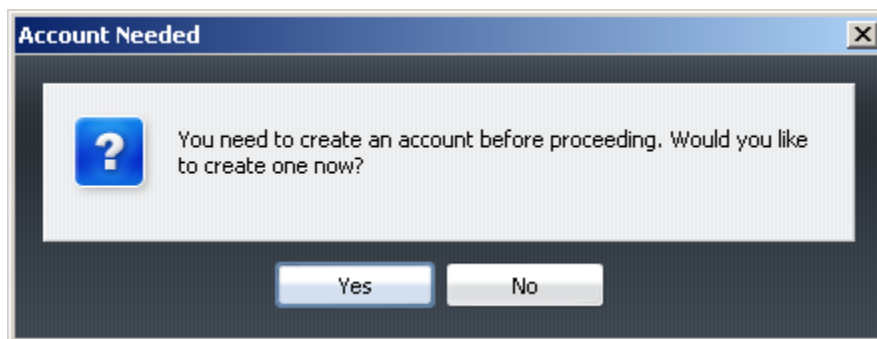 Account Needed
?
You need to create an account before proceeding. Would you like
to create one now?
Yes
No